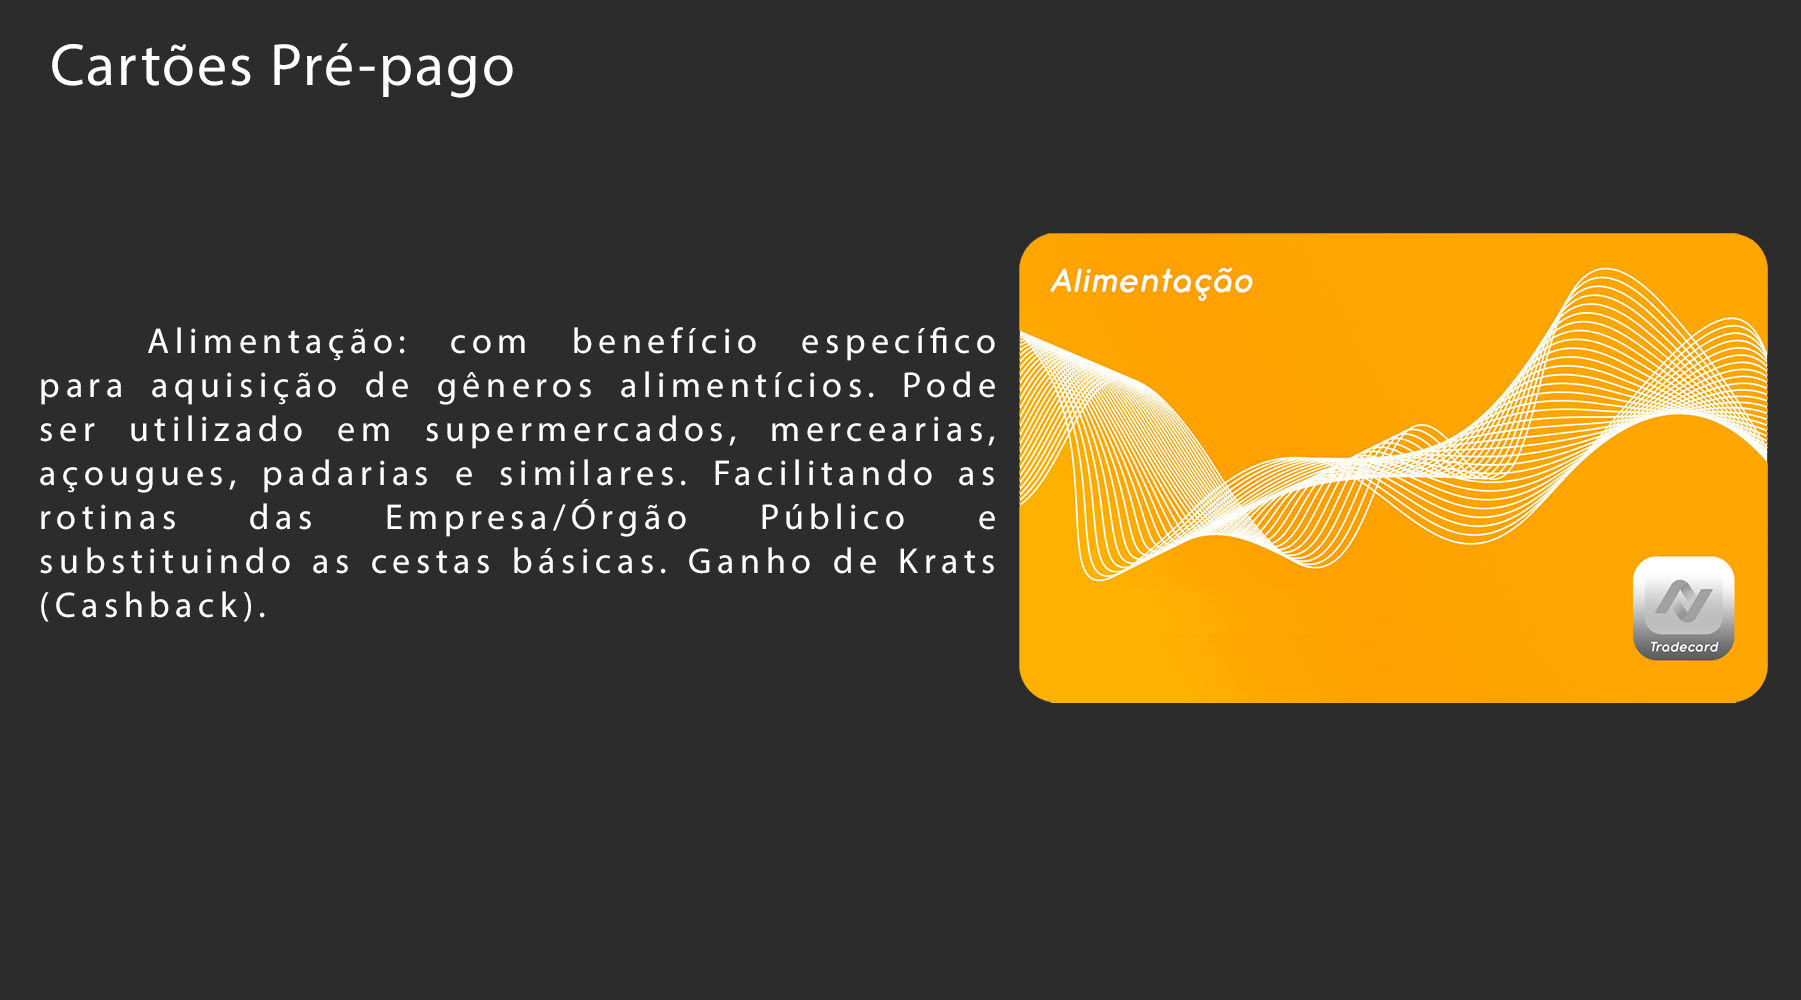 Cartões Pré-pago
Alimentação: com benefício específico
para aquisição de gêneros alimentícios. Pode
ser utilizado em supermercados, mercearias,
açougues, padarias e similares. Facilitando as
rotinas das Empresa/Órgão Público e
substituindo as cestas básicas. Ganho de Krats
(Cashback).
Alimentação
Tradecard